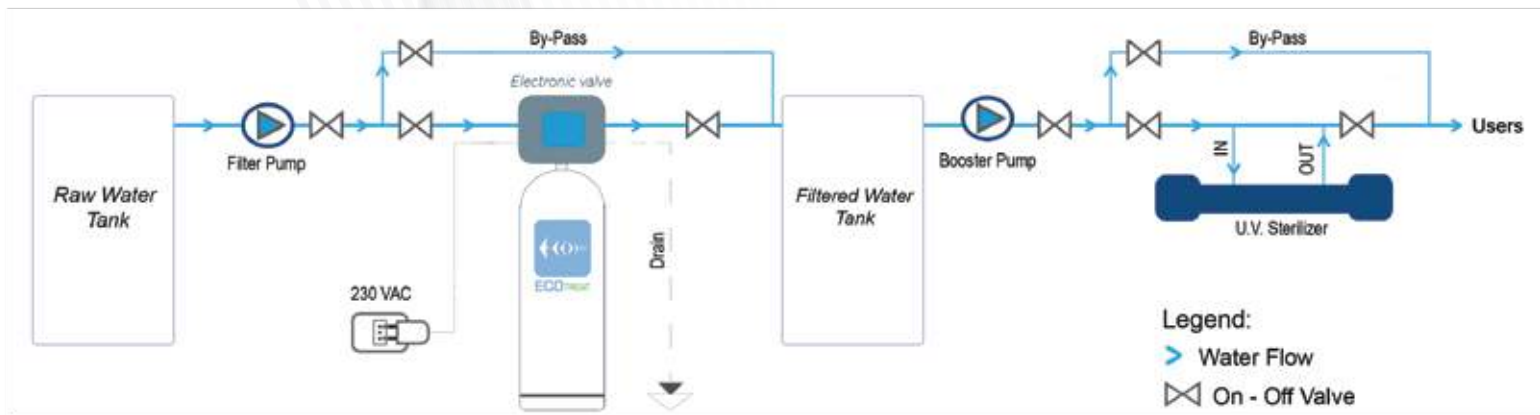 By-Pass
By-Pass
Electronic valve
Users
Filter Pump
Booster Pump
IN
OUT
Raw Water
Tank
Filtered Water
Tank
Drain
U.V. Sterilizer
ECOTREAT
230 VAC
Legend:
Water Flow
On - Off Valve